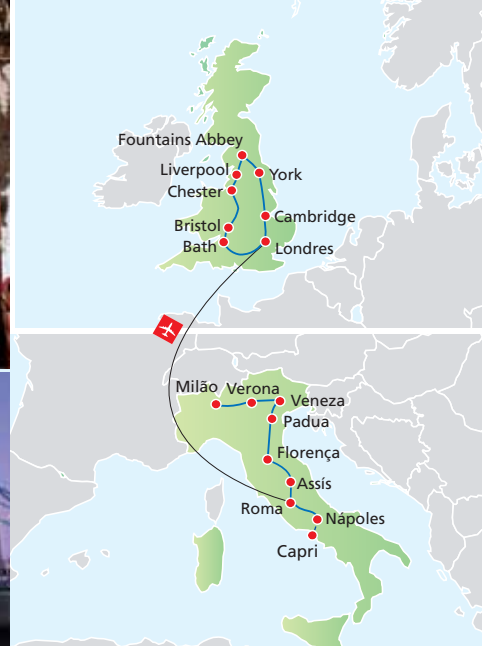 Fountains Abbey
Liverpool
York
Chester
Cambridge
Bristol
Bath
Londres
Milão
Verona
Veneza
Padua
Florença
Assís
Roma
Nápoles
Capri